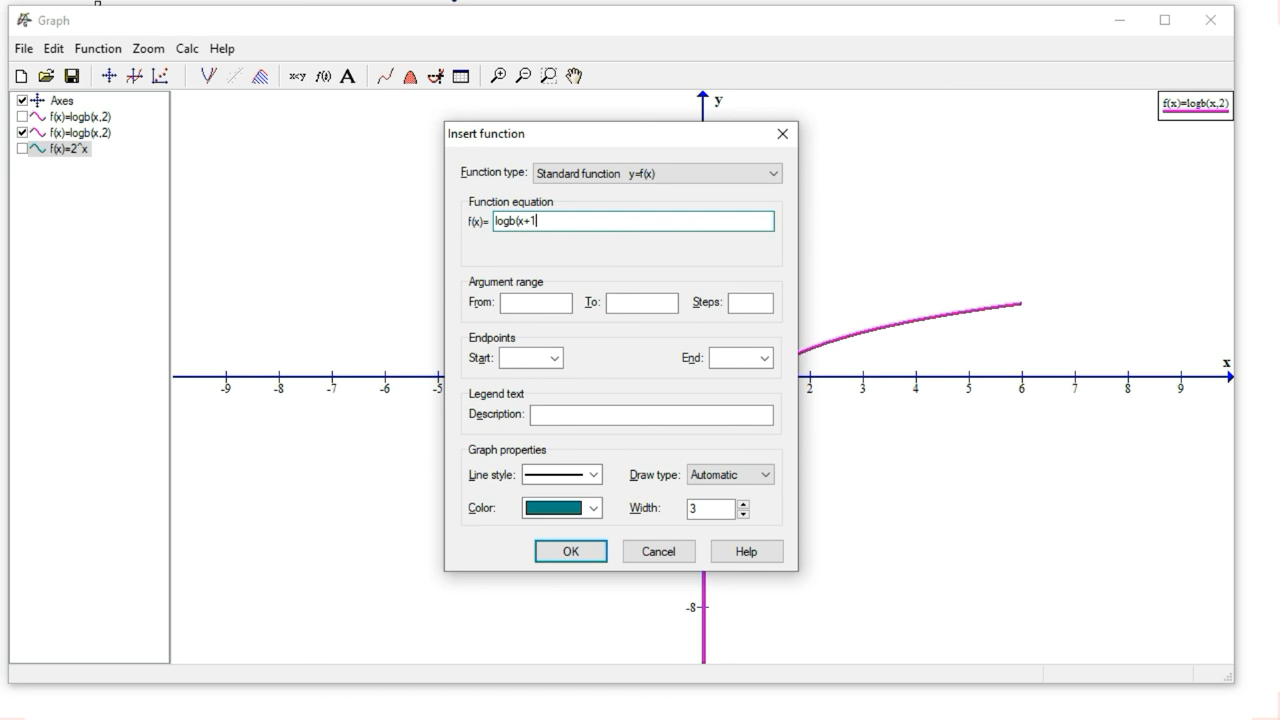 Graph
File Edit Function Zoom Calc Help
Axes
f(x)=logb(x,2)
f(x)=logb(x,2)
f(x)=2^x
y
f(x)=logb(x,2)
Insert function
Function type: Standard function y=f(x)
Function equation
f(x)= logb(x+1
Argument range
From: To: Steps:
Endpoints
Start: End:
Legend text
Description:
Graph properties
Line style: Draw type: Automatic
Color: Width: 3
OK Cancel Help
x
-9 -8 -7 -6 -5 2 3 4 5 6 7 8 9
-8